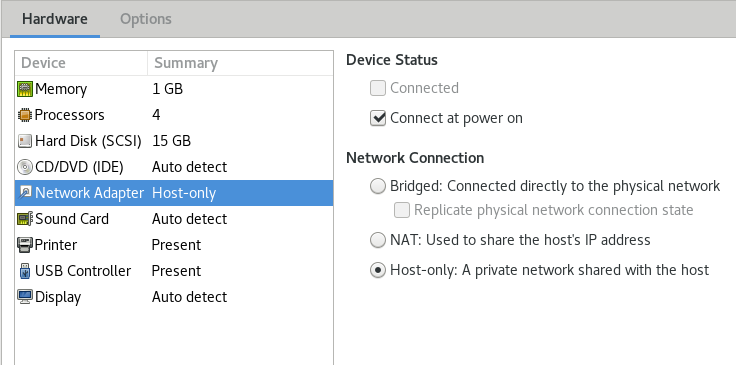 Hardware Options
Device Summary
Memory 1 GB
Processors 4
Hard Disk (SCSI) 15 GB
CD/DVD (IDE) Auto detect
Network Adapter Host-only
Sound Card Auto detect
Printer Present
USB Controller Present
Display Auto detect
Device Status
Connected
Connect at power on
Network Connection
Bridged: Connected directly to the physical network
Replicate physical network connection state
NAT: Used to share the host's IP address
Host-only: A private network shared with the host